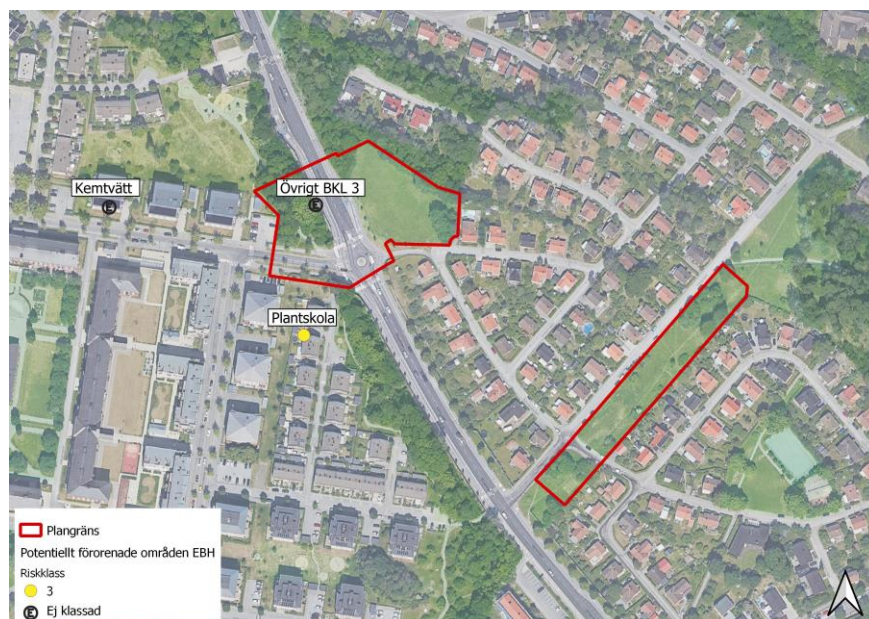 Kemtvätt
E
Övrigt BKL 3
E
Plantskola
Plangräns
Potentiellt förorenade områden EBH
Riskklass
3
E Ej klassad